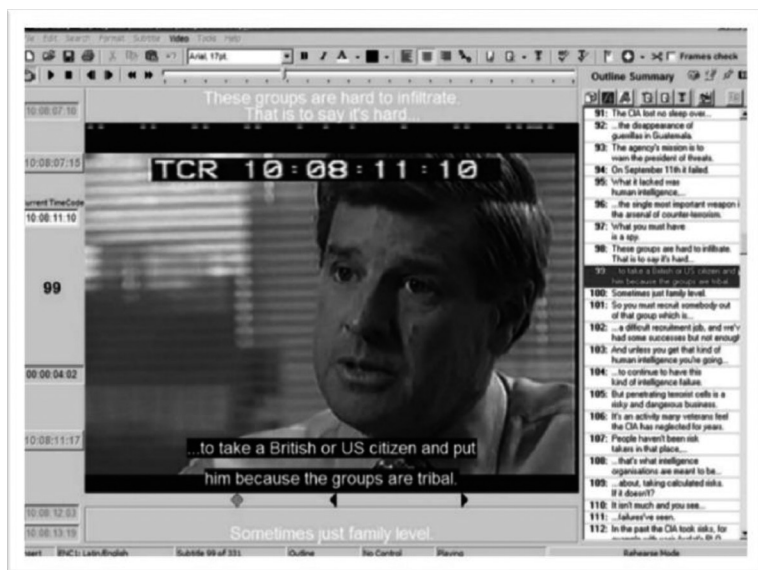 File Edit Search Format Subtitle Video Tools Help
Arial, 17pt.
B I A
Frames check
Outline Summary
10:08:07:10
These groups are hard to infiltrate.
That is to say it's hard...
10:08:07:15
TCR 10:08:11:10
Current TimeCode
10:08:11:10
99
00:00:04:02
10:08:11:17
...to take a British or US citizen and put
him because the groups are tribal.
10:08:12:03
10:08:13:19
Sometimes just family level.
91: The CIA lost no sleep over...
92: ...the disappearance of
guerillas in Guatemala.
93: The agency's mission is to
warn the president of threats.
94: On September 11th it failed.
95: What it lacked was
human intelligence,...
96: ...the single most important weapon i
the arsenal of counter-terrorism.
97: What you must have
is a spy.
98: These groups are hard to infiltrate.
That is to say it's hard...
99: ...to take a British or US citizen and p
him because the groups are tribal.
100: Sometimes just family level.
101: So you must recruit somebody out
of that group which is...
102: ...a difficult recruitment job, and we'v
had some successes but not enough
103: And unless you get that kind of
human intelligence you're going...
104: ...to continue to have this
kind of intelligence failure.
105: But penetrating terrorist cells is a
risky and dangerous business.
106: It's an activity many veterans feel
the CIA has neglected for years.
107: People haven't been risk
takers in that place,...
108: ...that's what intelligence
organisations are meant to be...
109: ...about, taking calculated risks.
If it doesn't?
110: It isn't much and you see...
111: ...failures've seen.
112: In the past the CIA took risks, for
Insert BNC1: Latin/English Subtitle 99 of 331 Outline No Control Playing Rehearse Mode